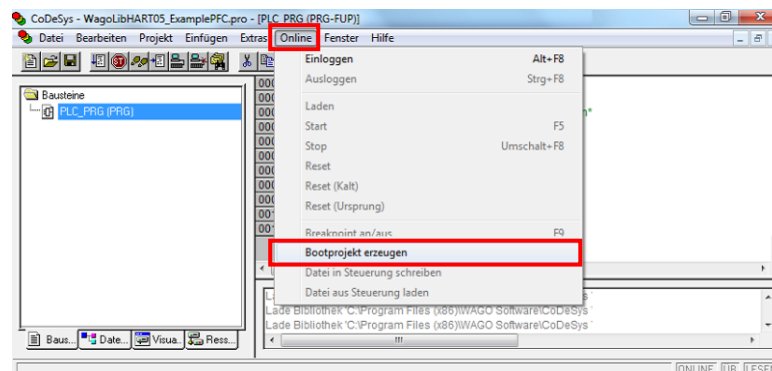 CoDeSys - WagoLibHART05_ExamplePFC.pro - [PLC_PRG (PRG-FUP)]
Datei Bearbeiten Projekt Einfügen Extras Online Fenster Hilfe
Einloggen Alt+F8
Ausloggen Strg+F8
Laden
Start F5
Stop Umschalt+F8
Reset
Reset (Kalt)
Reset (Ursprung)
Breakpoint an/aus F9
Bootprojekt erzeugen
Datei in Steuerung schreiben
Datei aus Steuerung laden
Bausteine
PLC_PRG (PRG)
Lade Bibliothek 'C:\Program Files (x86)\WAGO Software\CoDeSys
Lade Bibliothek 'C:\Program Files (x86)\WAGO Software\CoDeSys
Baus... Date... Visua... Ress...
ONLINE ÜB LESEN